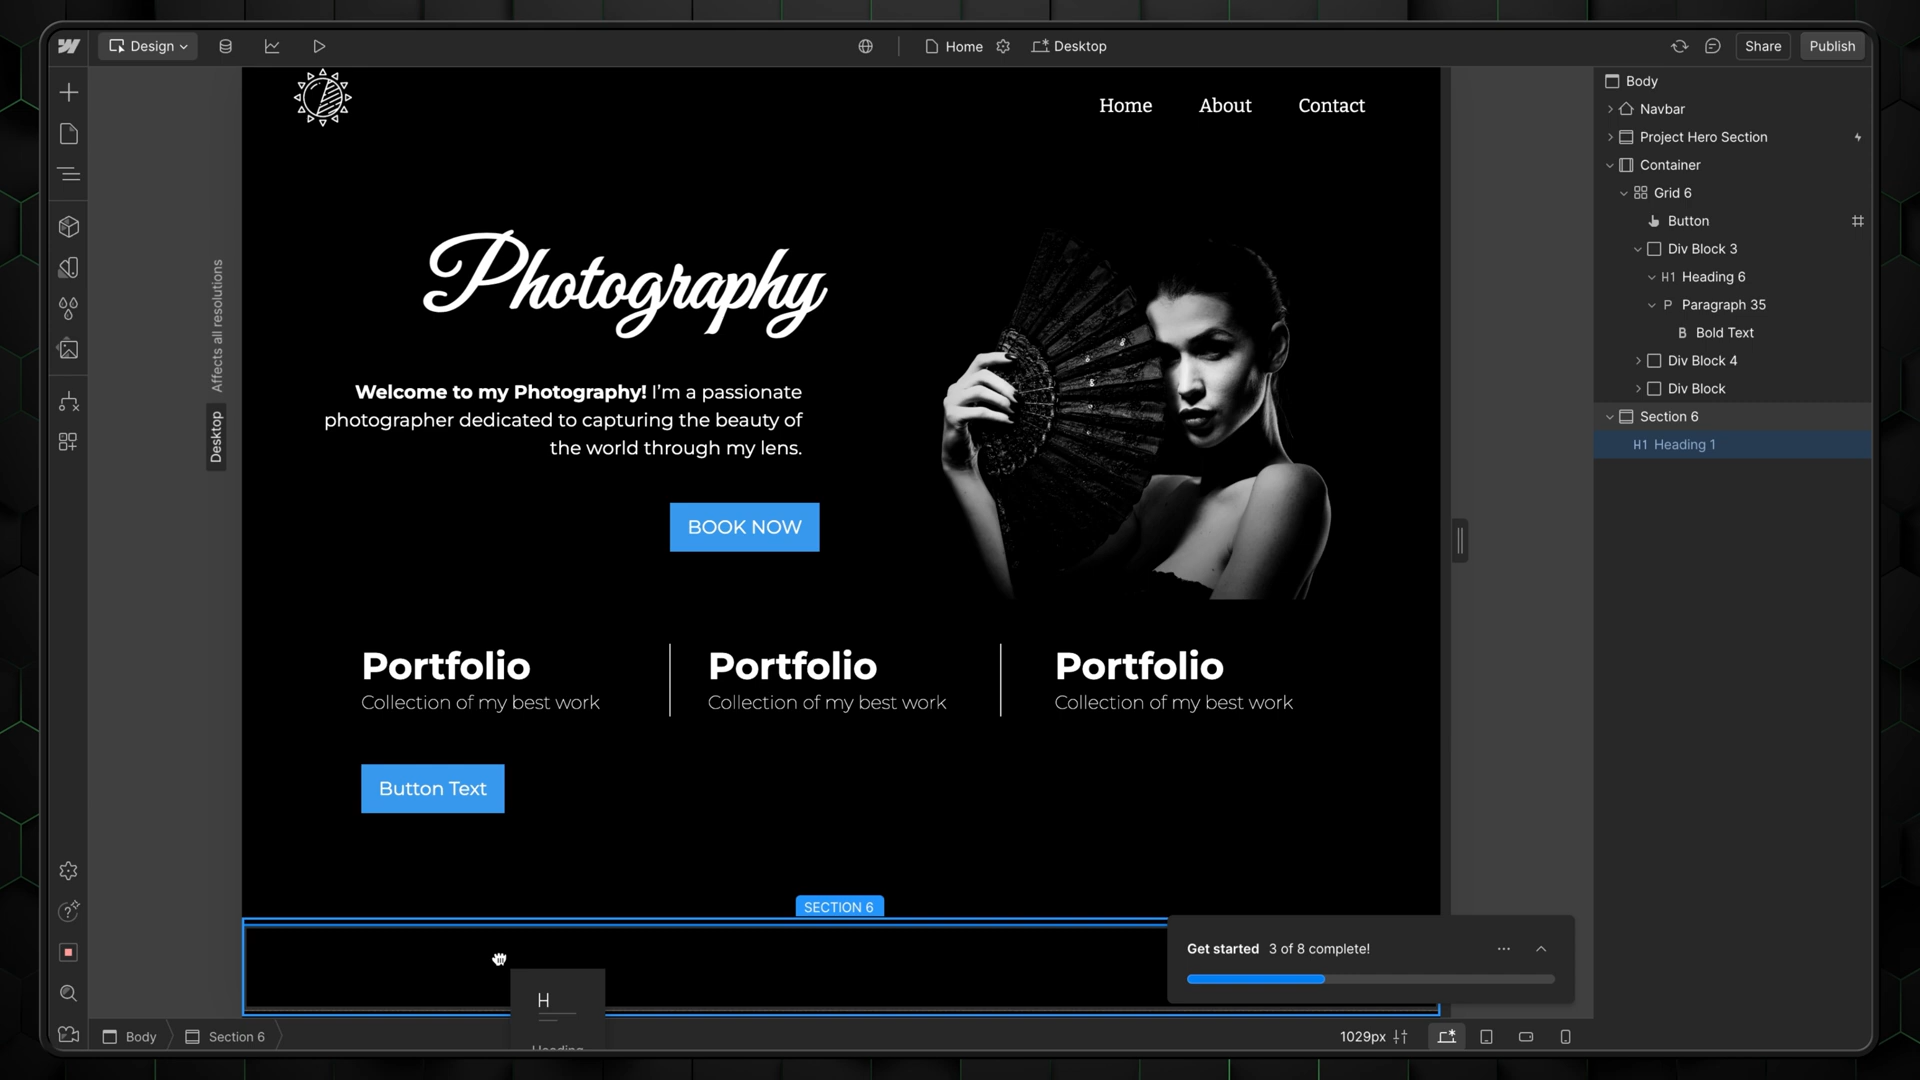 Design
Home
Desktop
Share
Publish
Home
About
Contact
Affects all resolutions
Desktop
Photography
Welcome to my Photography! I'm a passionate
photographer dedicated to capturing the beauty of
the world through my lens.
BOOK NOW
Portfolio
Collection of my best work
Portfolio
Collection of my best work
Portfolio
Collection of my best work
Button Text
SECTION 6
H
Heading
Get started 3 of 8 complete!
Body
Section 6
1029px
Body
Navbar
Project Hero Section
Container
Grid 6
Button
Div Block 3
H1 Heading 6
P Paragraph 35
B Bold Text
Div Block 4
Div Block
Section 6
H1 Heading 1